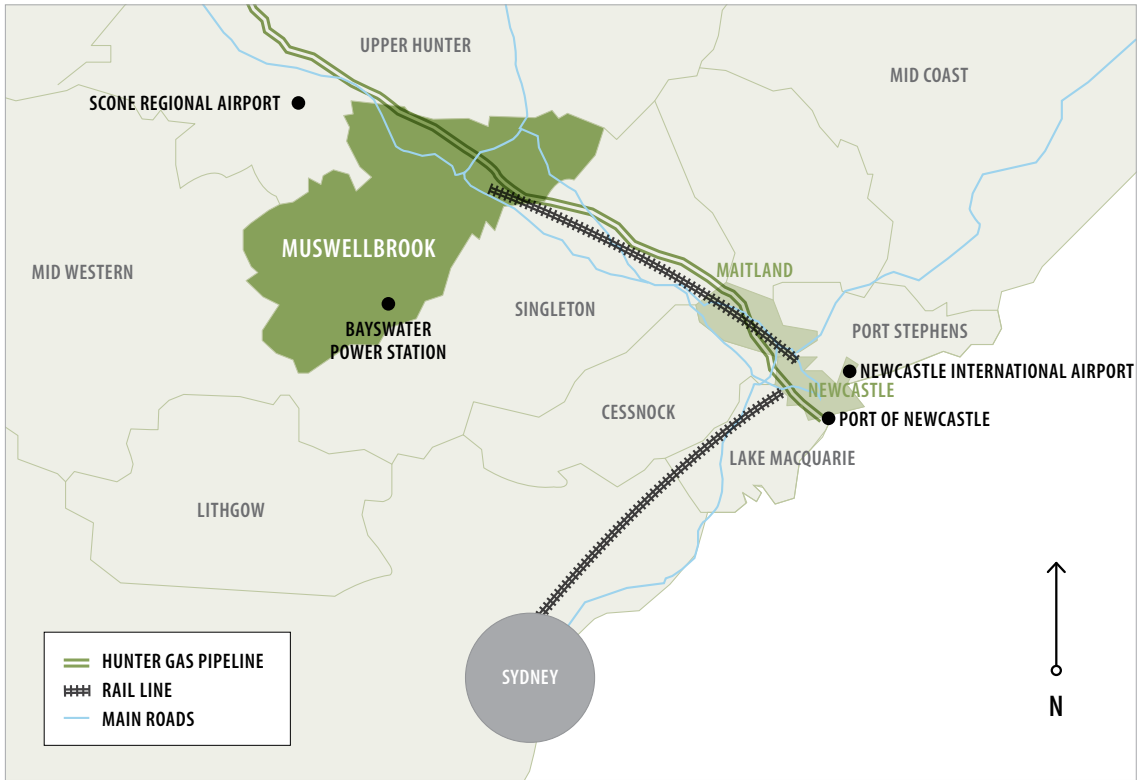 UPPER HUNTER
MID COAST
SCONE REGIONAL AIRPORT
MUSWELLBROOK
MID WESTERN
MAITLAND
SINGLETON
BAYSWATER
POWER STATION
PORT STEPHENS
NEWCASTLE INTERNATIONAL AIRPORT
NEWCASTLE
CESSNOCK
PORT OF NEWCASTLE
LAKE MACQUARIE
LITHGOW
SYDNEY
HUNTER GAS PIPELINE
RAIL LINE
MAIN ROADS
N